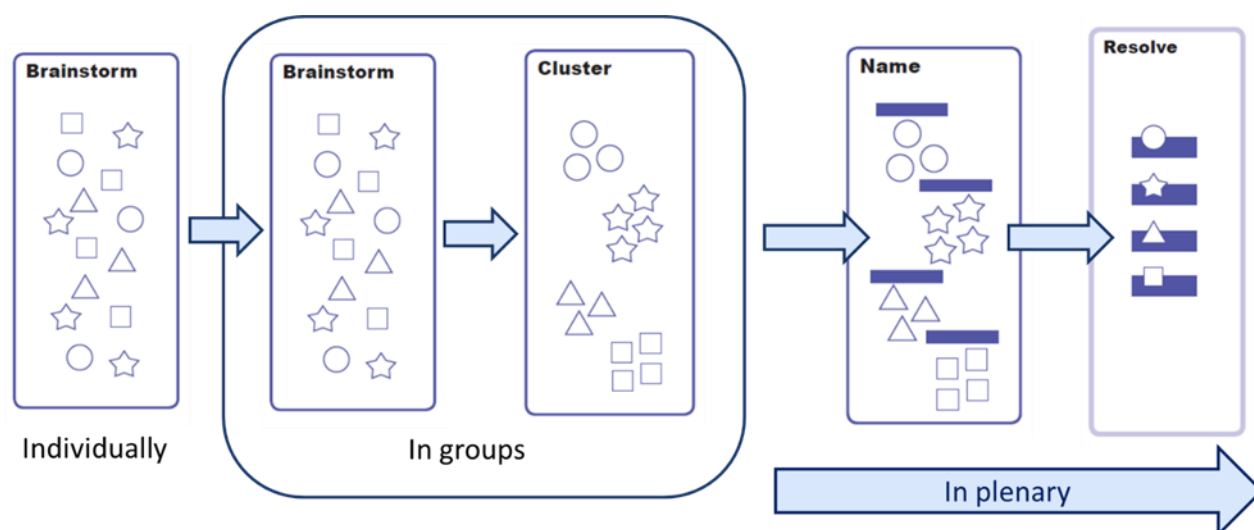 Brainstorm
Brainstorm
Cluster
Name
Resolve
Individually
In groups
In plenary